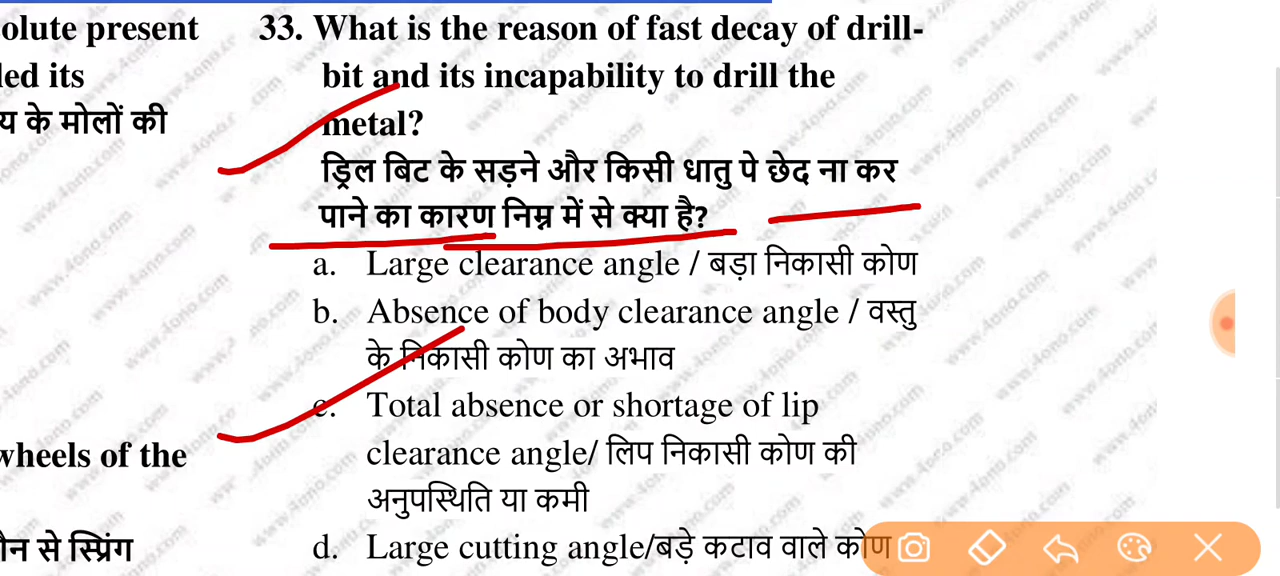 olute present
led its
य के मोलों की
wheels of the
ौन से स्प्रिंग
33. What is the reason of fast decay of drill-
bit and its incapability to drill the
metal?
ड्रिल बिट के सड़ने और किसी धातु पे छेद ना कर
पाने का कारण निम्न में से क्या है?
a. Large clearance angle / बड़ा निकासी कोण
b. Absence of body clearance angle / वस्तु
के निकासी कोण का अभाव
c. Total absence or shortage of lip
clearance angle/ लिप निकासी कोण की
अनुपस्थिति या कमी
d. Large cutting angle/बड़े कटाव वाले कोण